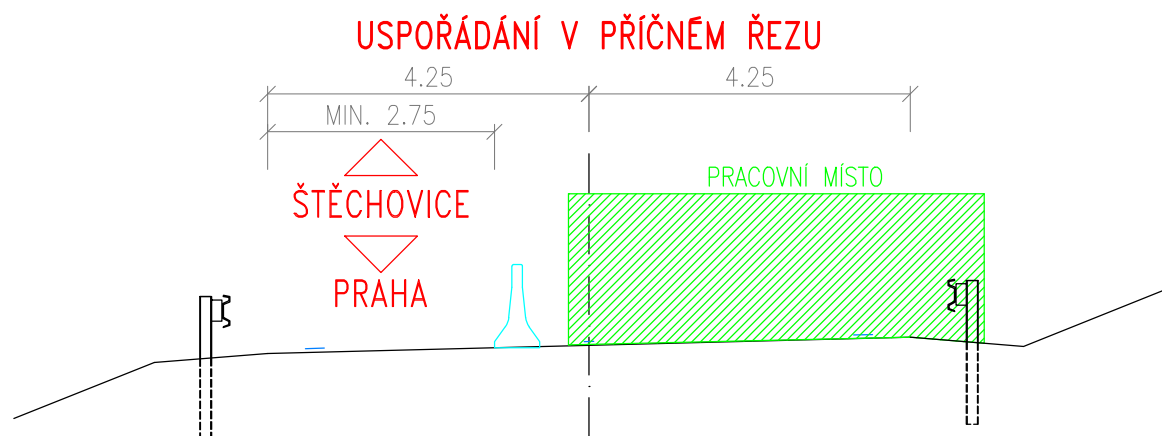 USPOŘÁDÁNÍ V PŘÍČNÉM ŘEZU
4.25 4.25
MIN. 2.75
PRACOVNÍ MÍSTO
ŠTĚCHOVICE
PRAHA